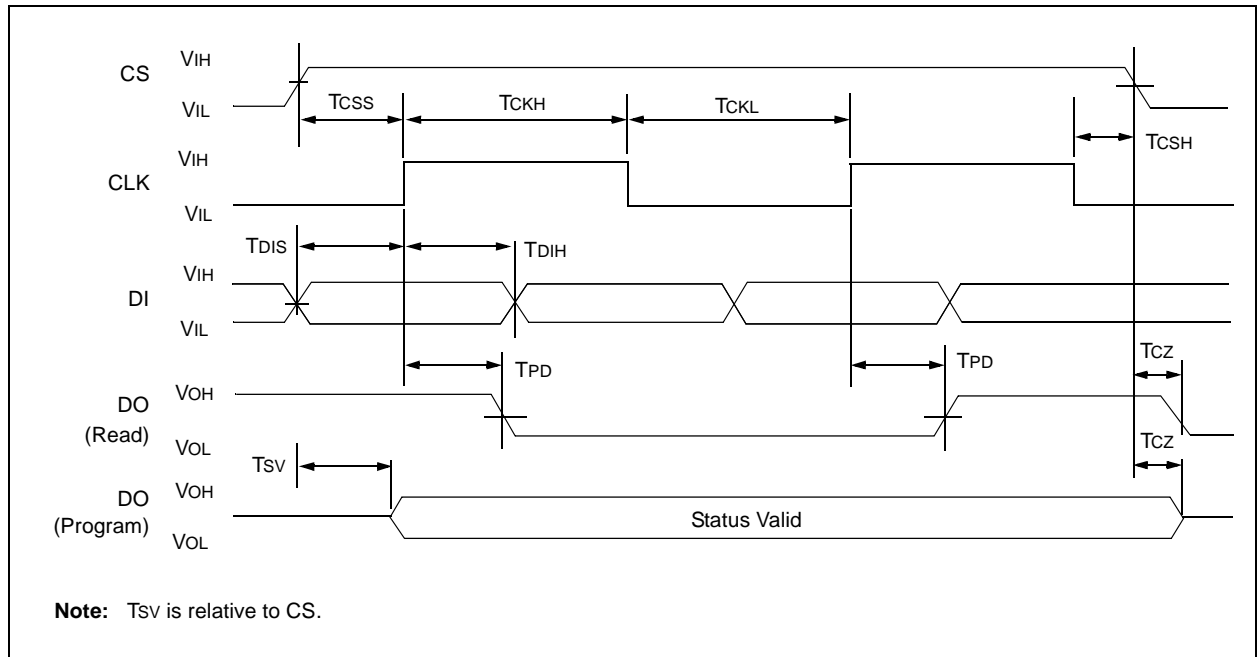 CS
VIH
VIL
TCSS
TCKH
TCKL
TCSH
CLK
VIH
VIL
TDIS
TDIH
DI
VIH
VIL
TPD
TPD
TCZ
DO
(Read)
VOH
VOL
TCZ
TSV
DO
(Program)
VOH
VOL
Status Valid
Note: TSV is relative to CS.